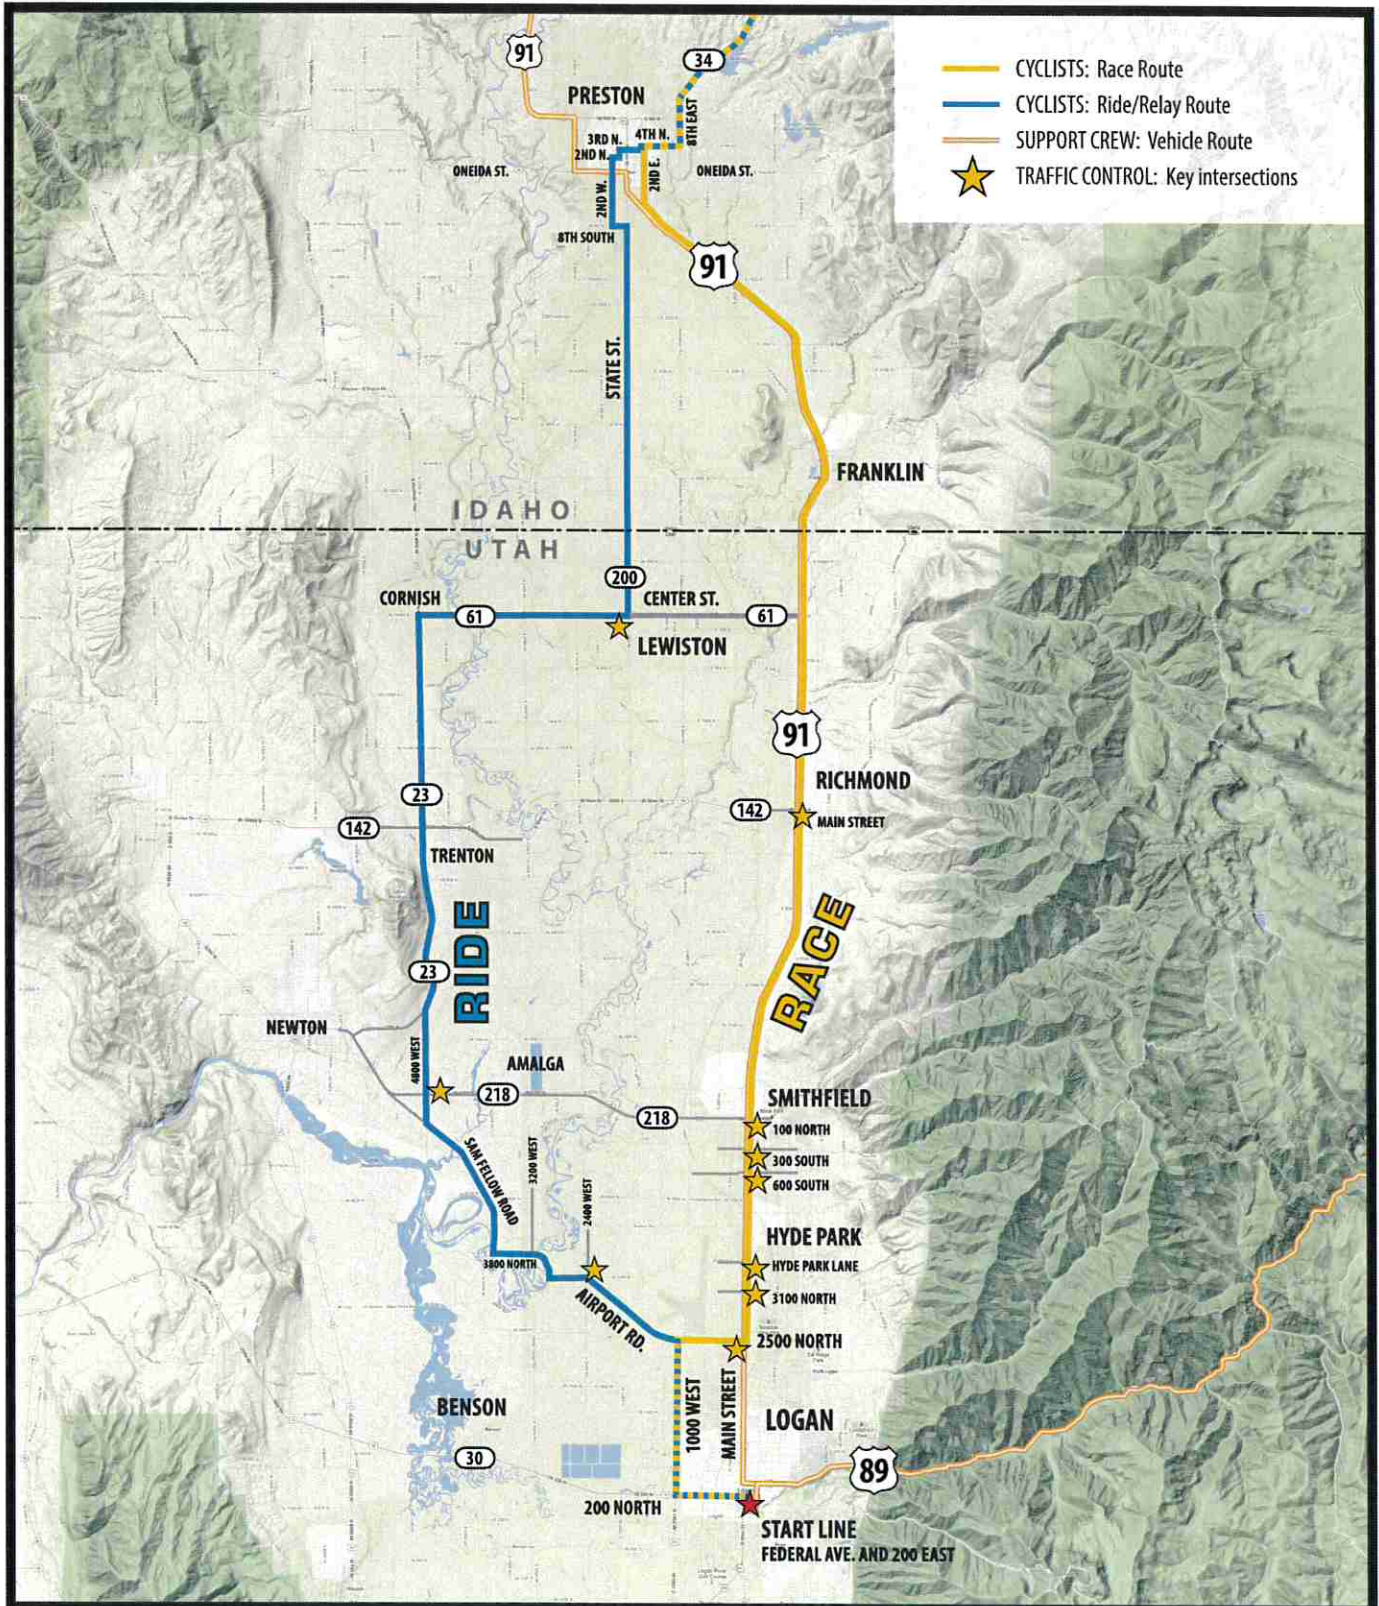 91
34
CYCLISTS: Race Route
CYCLISTS: Ride/Relay Route
SUPPORT CREW: Vehicle Route
TRAFFIC CONTROL: Key intersections
PRESTON
8TH EAST
3RD N.
4TH N.
2ND N.
ONEIDA ST.
2ND W.
2ND E.
ONEIDA ST.
8TH SOUTH
91
STATE ST.
FRANKLIN
IDAHO
UTAH
200
CORNISH
61
CENTER ST.
61
LEWISTON
91
RICHMOND
23
142
MAIN STREET
142
TRENTON
RIDE
RACE
23
NEWTON
4800 WEST
AMALGA
218
SMITHFIELD
218
100 NORTH
SAM FELLOW ROAD
3200 WEST
300 SOUTH
600 SOUTH
2400 WEST
HYDE PARK
3800 NORTH
HYDE PARK LANE
3100 NORTH
AIRPORT RD.
2500 NORTH
BENSON
1000 WEST
MAIN STREET
LOGAN
30
89
200 NORTH
START LINE
FEDERAL AVE. AND 200 EAST